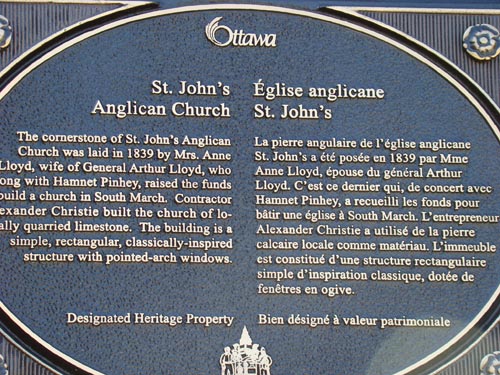 Ottawa
St. John's
Anglican Church
The cornerstone of St. John's Anglican
Church was laid in 1839 by Mrs. Anne
Lloyd, wife of General Arthur Lloyd, who
along with Hamnet Pinhey, raised the funds
build a church in South March. Contractor
Alexander Christie built the church of lo-
cally quarried limestone. The building is a
simple, rectangular, classically-inspired
structure with pointed-arch windows.
Designated Heritage Property
Église anglicane
St. John's
La pierre angulaire de l'église anglicane
St. John's a été posée en 1839 par Mme
Anne Lloyd, épouse du général Arthur
Lloyd. C'est ce dernier qui, de concert avec
Hamnet Pinhey, a recueilli les fonds pour
bâtir une église à South March. L'entrepreneur
Alexander Christie a utilisé de la pierre
calcaire locale comme matériau. L'immeuble
est constitué d'une structure rectangulaire
simple d'inspiration classique, dotée de
fenêtres en ogive.
Bien désigné à valeur patrimoniale